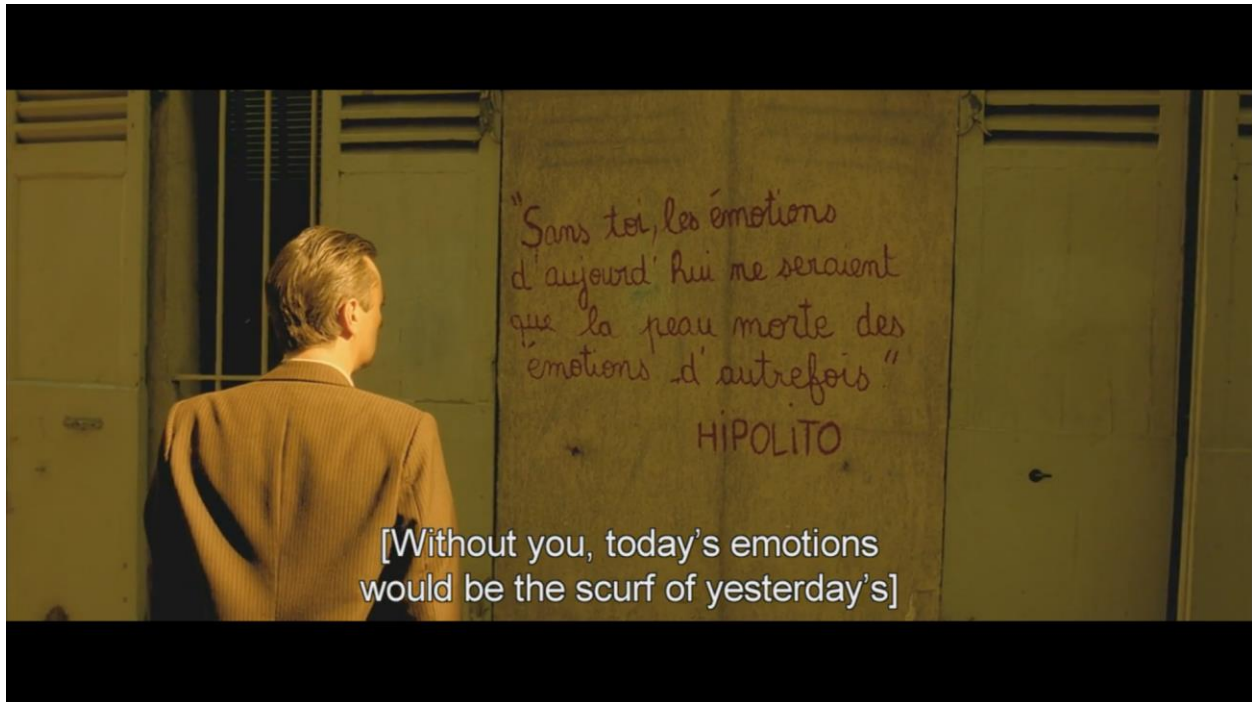 "Sans toi, les émotions
d'aujourd'hui ne seraient
que la peau morte des
émotions d'autrefois"
HiPOLiTO
[Without you, today's emotions
would be the scurf of yesterday's]